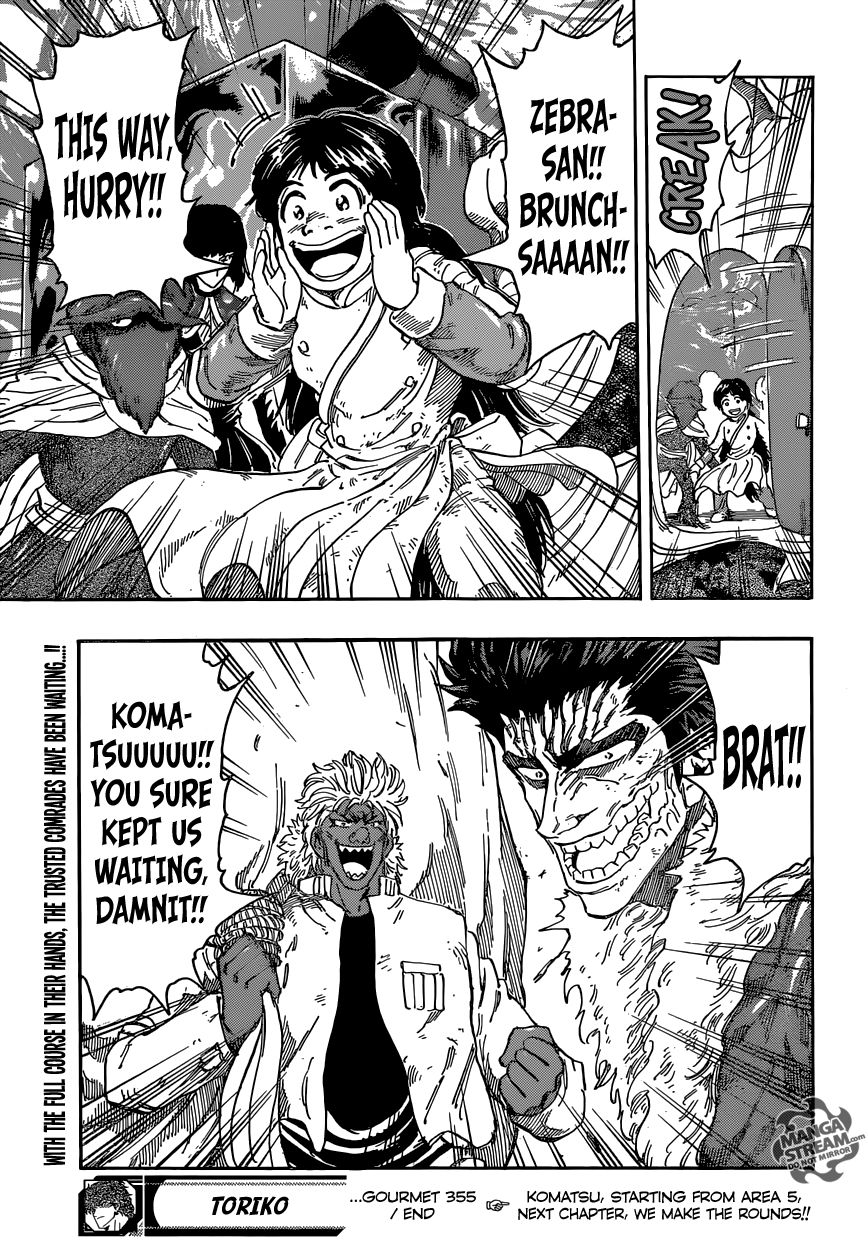 CREAK!
ZEBRA-
SAN!!
BRUNCH-
SAAAAN!!
THIS WAY,
HURRY!!
BRAT!!
KOMA-
TSUUUUU!!
YOU SURE
KEPT US
WAITING,
DAMNIT!!
WITH THE FULL COURSE IN THEIR HANDS, THE TRUSTED COMRADES HAVE BEEN WAITING...!!
MANGA
STREAM.com
DO NOT MIRROR
TORIKO
...GOURMET 355
/ END
☞ KOMATSU, STARTING FROM AREA 5,
NEXT CHAPTER, WE MAKE THE ROUNDS!!